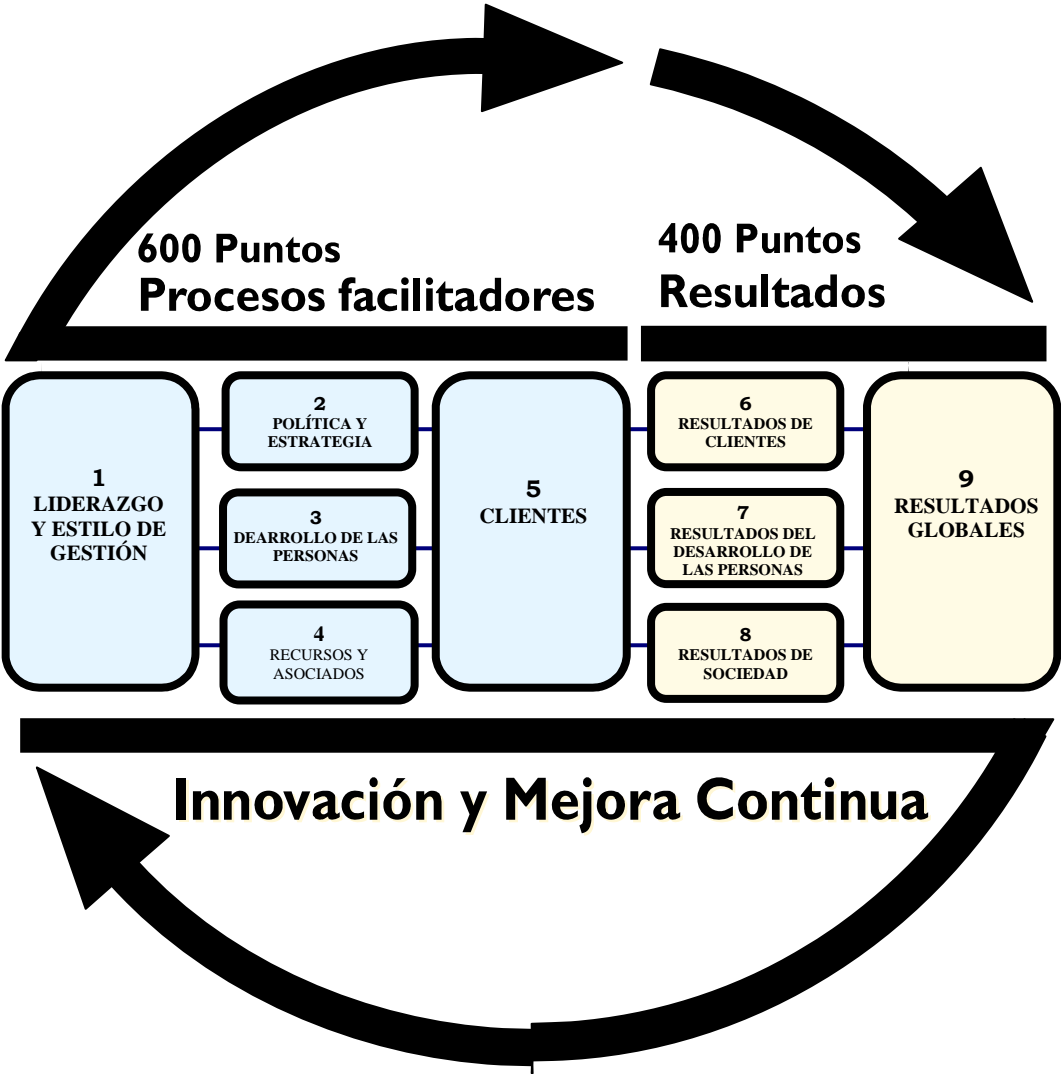 600 Puntos
Procesos facilitadores
400 Puntos
Resultados
1
LIDERAZGO
Y ESTILO DE
GESTIÓN
2
POLÍTICA Y
ESTRATEGIA
3
DEARROLLO DE LAS
PERSONAS
4
RECURSOS Y
ASOCIADOS
5
CLIENTES
6
RESULTADOS DE
CLIENTES
7
RESULTADOS DEL
DESARROLLO DE
LAS PERSONAS
8
RESULTADOS DE
SOCIEDAD
9
RESULTADOS
GLOBALES
Innovación y Mejora Continua